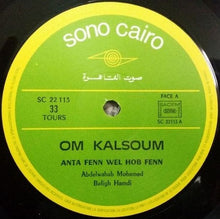 sono cairo
صوت القاهرة
SC 22 115
33
TOURS
FACE A
SACEM
SC 22115 A
OM KALSOUM
ANTA FENN WEL HOB FENN
Abdelwahab Mohamed
Baligh Hamdi